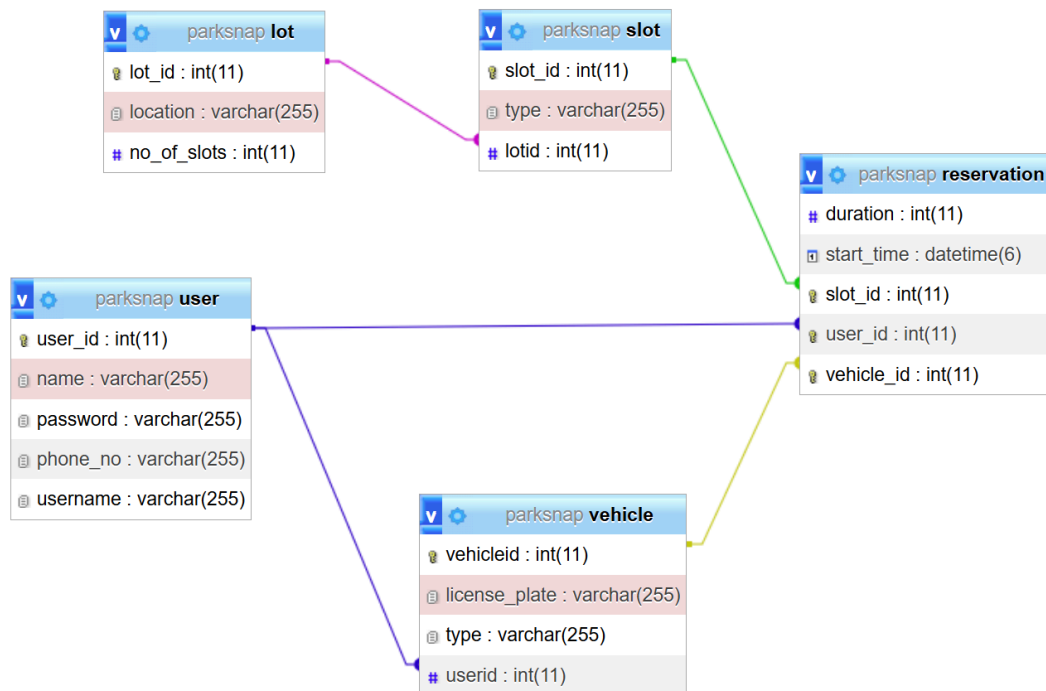 parksnap lot
lot_id : int(11)
location : varchar(255)
no_of_slots : int(11)
parksnap slot
slot_id : int(11)
type : varchar(255)
lotid : int(11)
parksnap reservation
duration : int(11)
start_time : datetime(6)
slot_id : int(11)
user_id : int(11)
vehicle_id : int(11)
parksnap user
user_id : int(11)
name : varchar(255)
password : varchar(255)
phone_no : varchar(255)
username : varchar(255)
parksnap vehicle
vehicleid : int(11)
license_plate : varchar(255)
type : varchar(255)
userid : int(11)